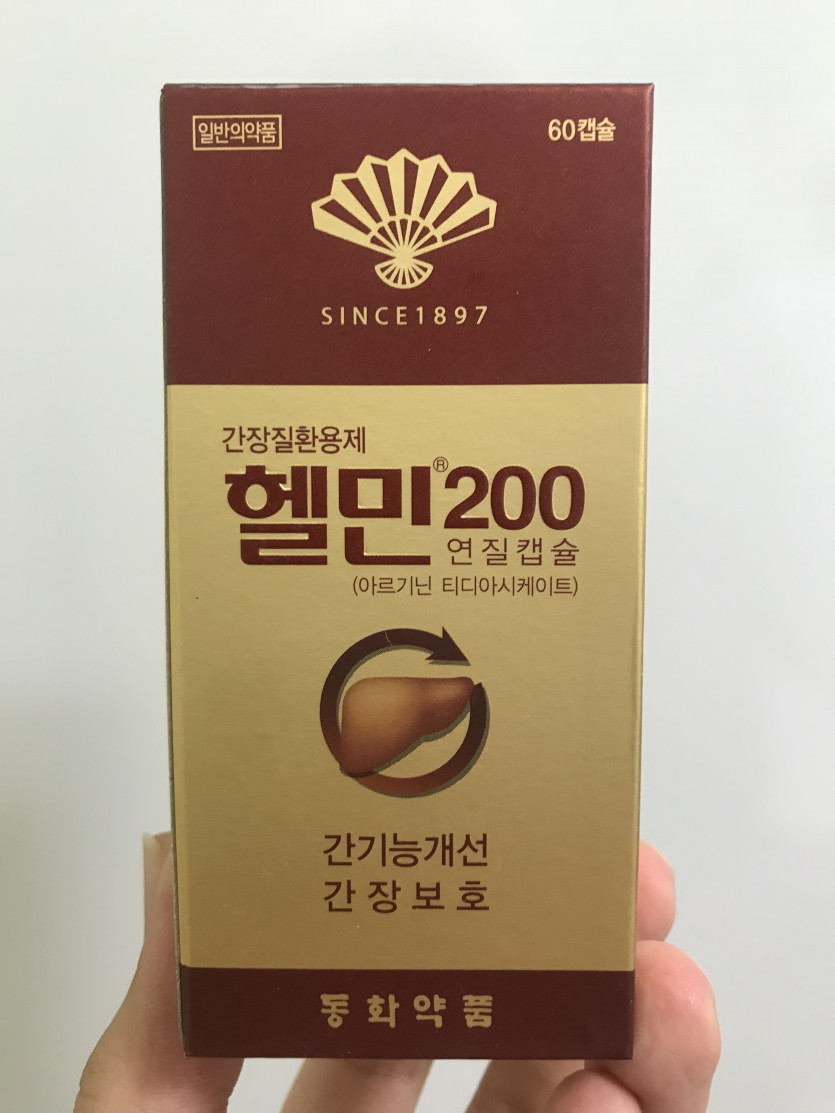 일반의약품
60캡슐
SINCE1897
간장질환용제
헬민®200
연질캡슐
(아르기닌 티디아시케이트)
간기능개선
간장보호
동화약품